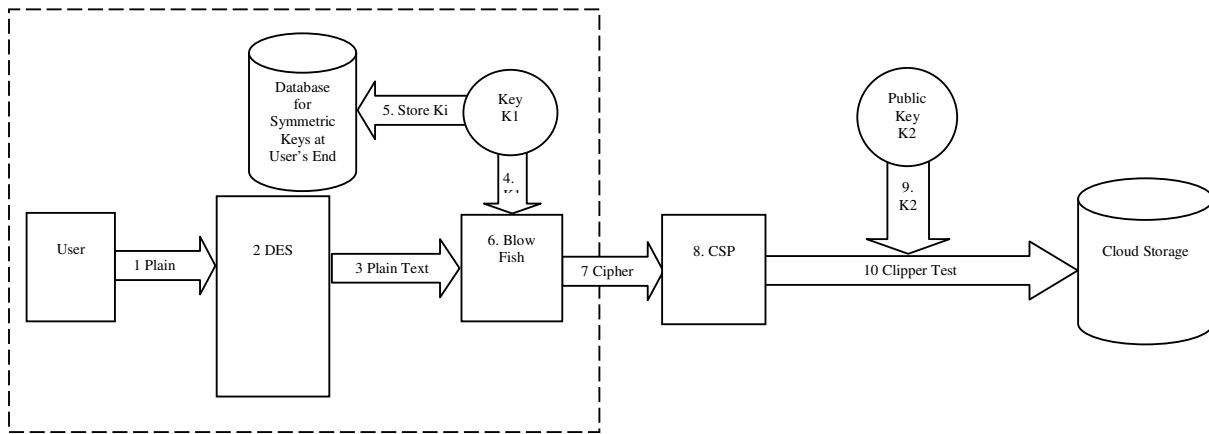 Database
for
Symmetric
Keys at
User's End
5. Store Ki
Key
K1
4.
K1
Public
Key
K2
9.
K2
User
1 Plain
2 DES
3 Plain Text
6. Blow
Fish
7 Cipher
8. CSP
10 Clipper Test
Cloud Storage